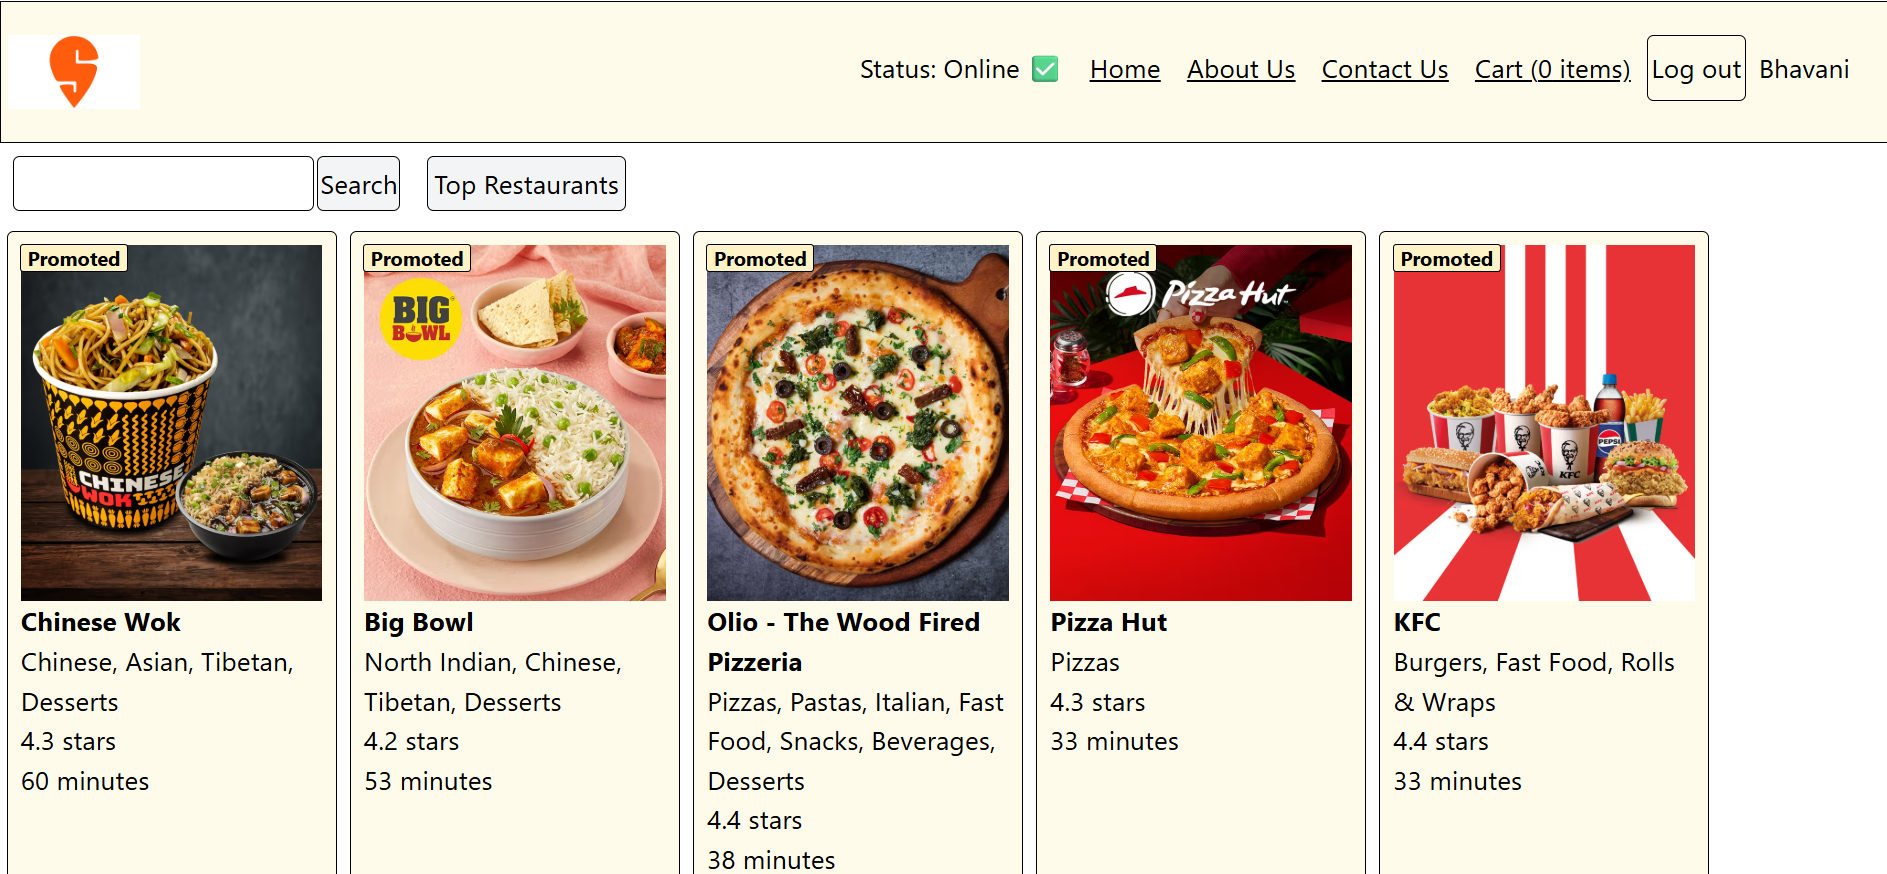 Status: Online ✅ Home About Us Contact Us Cart (0 items) Log out Bhavani
Search Top Restaurants
Promoted
CHINESE
WOK
Chinese Wok
Chinese, Asian, Tibetan,
Desserts
4.3 stars
60 minutes
Promoted
BIG
BOWL
Big Bowl
North Indian, Chinese,
Tibetan, Desserts
4.2 stars
53 minutes
Promoted
Olio - The Wood Fired
Pizzeria
Pizzas, Pastas, Italian, Fast
Food, Snacks, Beverages,
Desserts
4.4 stars
38 minutes
Promoted
Pizza Hut
Pizza Hut
Pizzas
4.3 stars
33 minutes
Promoted
PEPSI
KFC
KFC
Burgers, Fast Food, Rolls
& Wraps
4.4 stars
33 minutes